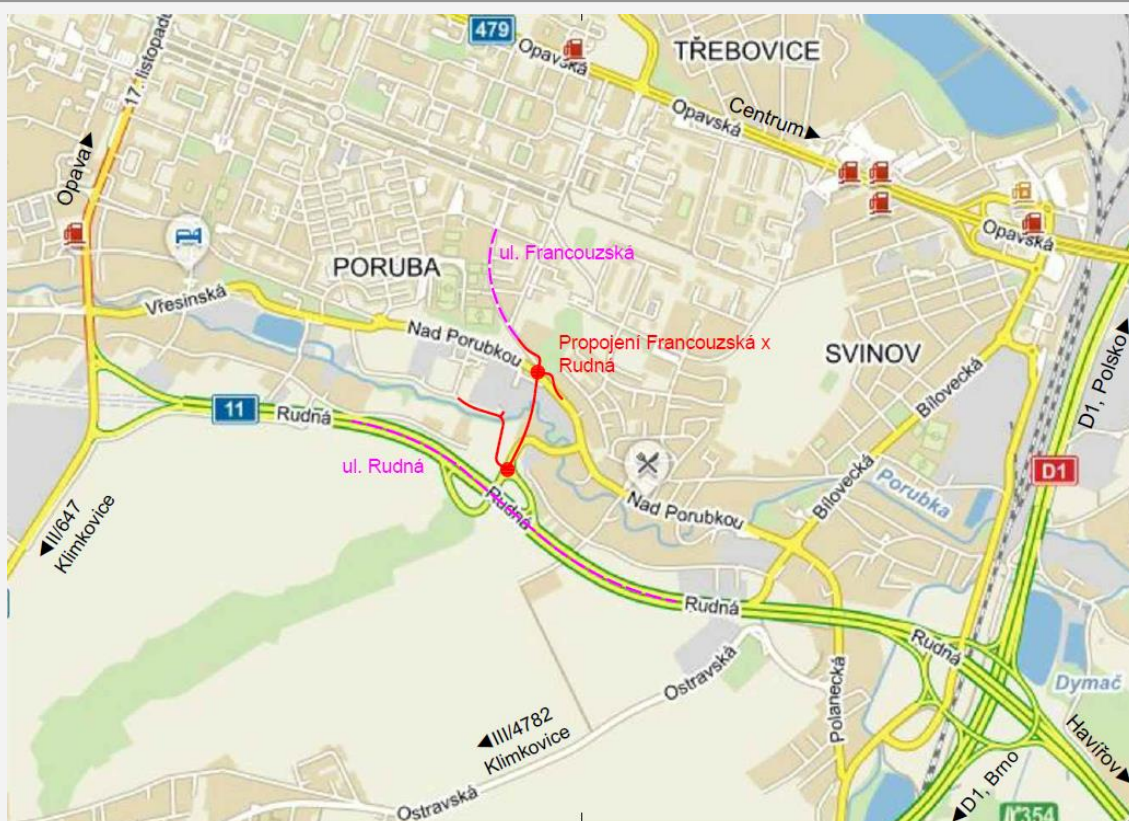 479
Opavská
TŘEBOVICE
17. listopadu
Opavská
Centrum
Opava
Opavská
ul. Francouzská
PORUBA
Vřesinská
Nad Porubkou
Propojení Francouzská x
Rudná
SVINOV
D1, Polsko
Bílovecká
11
Rudná
ul. Rudná
D1
Bílovecká
Porubka
Rudná
Nad Porubkou
II/647
Klimkovice
Rudná
Rudná
Ostravská
Polanecká
Dymač
III/4782
Klimkovice
Havířov
D1, Brno
Ostravská
354